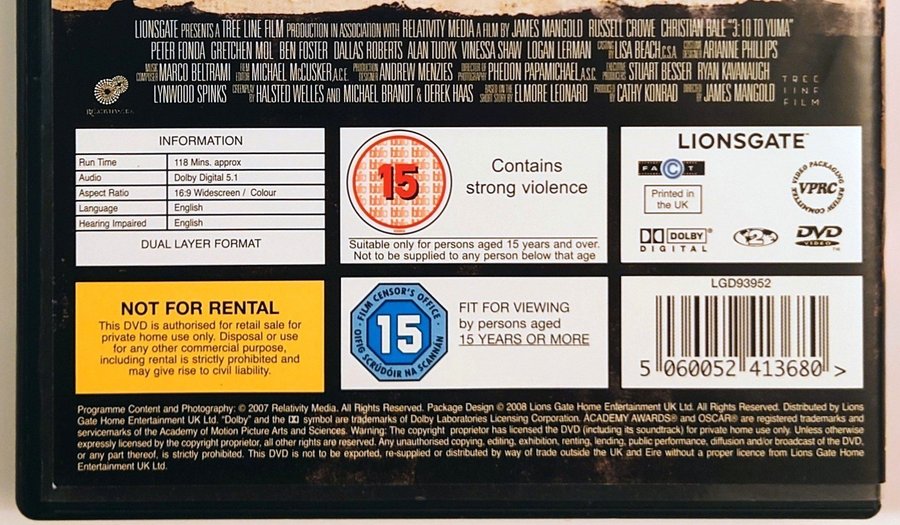 LIONSGATE PRESENTS A TREE LINE FILM PRODUCTION IN ASSOCIATION WITH RELATIVITY MEDIA A FILM BY JAMES MANGOLD RUSSELL CROWE CHRISTIAN BALE "3:10 TO YUMA"
PETER FONDA GRETCHEN MOL BEN FOSTER DALLAS ROBERTS ALAN TUDYK VINESSA SHAW LOGAN LERMAN CASTING BY LISA BEACH, C.S.A. COSTUME DESIGNER ARIANNE PHILLIPS
MUSIC COMPOSER MARCO BELTRAMI FILM EDITOR MICHAEL McCUSKER, A.C.E. PRODUCTION DESIGNER ANDREW MENZIES DIRECTOR OF PHOTOGRAPHY PHEDON PAPAMICHAEL, A.S.C. EXECUTIVE PRODUCERS STUART BESSER RYAN KAVANAUGH
LYNWOOD SPINKS SCREENPLAY BY HALSTED WELLES AND MICHAEL BRANDT & DEREK HAAS BASED ON THE SHORT STORY BY ELMORE LEONARD PRODUCED BY CATHY KONRAD DIRECTED BY JAMES MANGOLD
TREE
LINE
FILM
RELATIVITY MEDIA
INFORMATION
Run Time 118 Mins. approx
Audio Dolby Digital 5.1
Aspect Ratio 16:9 Widescreen / Colour
Language English
Hearing Impaired English
DUAL LAYER FORMAT
15
Contains
strong violence
Suitable only for persons aged 15 years and over.
Not to be supplied to any person below that age
LIONSGATE
FACT
Printed in
the UK
VIDEO PACKAGING REVIEW COMMITTEE
VPRC
DOLBY
DIGITAL
2
DVD
VIDEO
TM
NOT FOR RENTAL
This DVD is authorised for retail sale for
private home use only. Disposal or use
for any other commercial purpose,
including rental is strictly prohibited and
may give rise to civil liability.
FILM CENSOR'S OFFICE
15
OIFIG SCRÚDÓIR NA SCANNÁN
FIT FOR VIEWING
by persons aged
15 YEARS OR MORE
LGD93952
5 060052 413680 >
Programme Content and Photography: © 2007 Relativity Media. All Rights Reserved. Package Design © 2008 Lions Gate Home Entertainment UK Ltd. All Rights Reserved. Distributed by Lions
Gate Home Entertainment UK Ltd. "Dolby" and the symbol are trademarks of Dolby Laboratories Licensing Corporation. ACADEMY AWARDS® and OSCAR® are registered trademarks and
servicemarks of the Academy of Motion Picture Arts and Sciences. Warning: The copyright proprietor has licensed the DVD (including its soundtrack) for private home use only. Unless otherwise
expressly licensed by the copyright proprietor, all other rights are reserved. Any unauthorised copying, editing, exhibition, renting, lending, public performance, diffusion and/or broadcast of the DVD,
or any part thereof, is strictly prohibited. This DVD is not to be exported, re-supplied or distributed by way of trade outside the UK and Eire without a proper licence from Lions Gate Home
Entertainment UK Ltd.